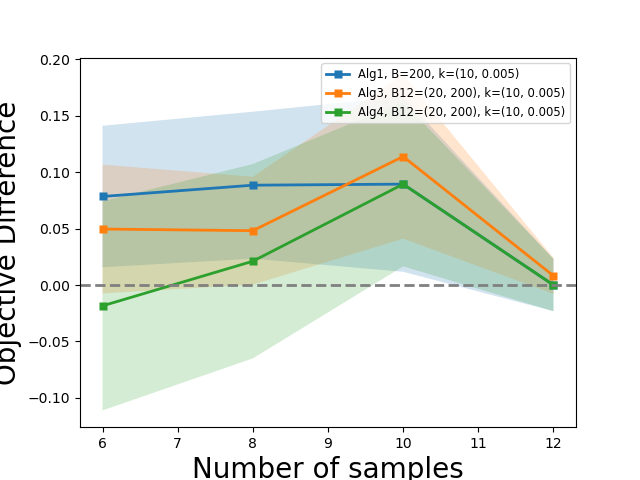 Alg1, B=200, k=(10, 0.005)
Alg3, B12=(20, 200), k=(10, 0.005)
Alg4, B12=(20, 200), k=(10, 0.005)
Objective Difference
0.20
0.15
0.10
0.05
0.00
−0.05
−0.10
6 7 8 9 10 11 12
Number of samples